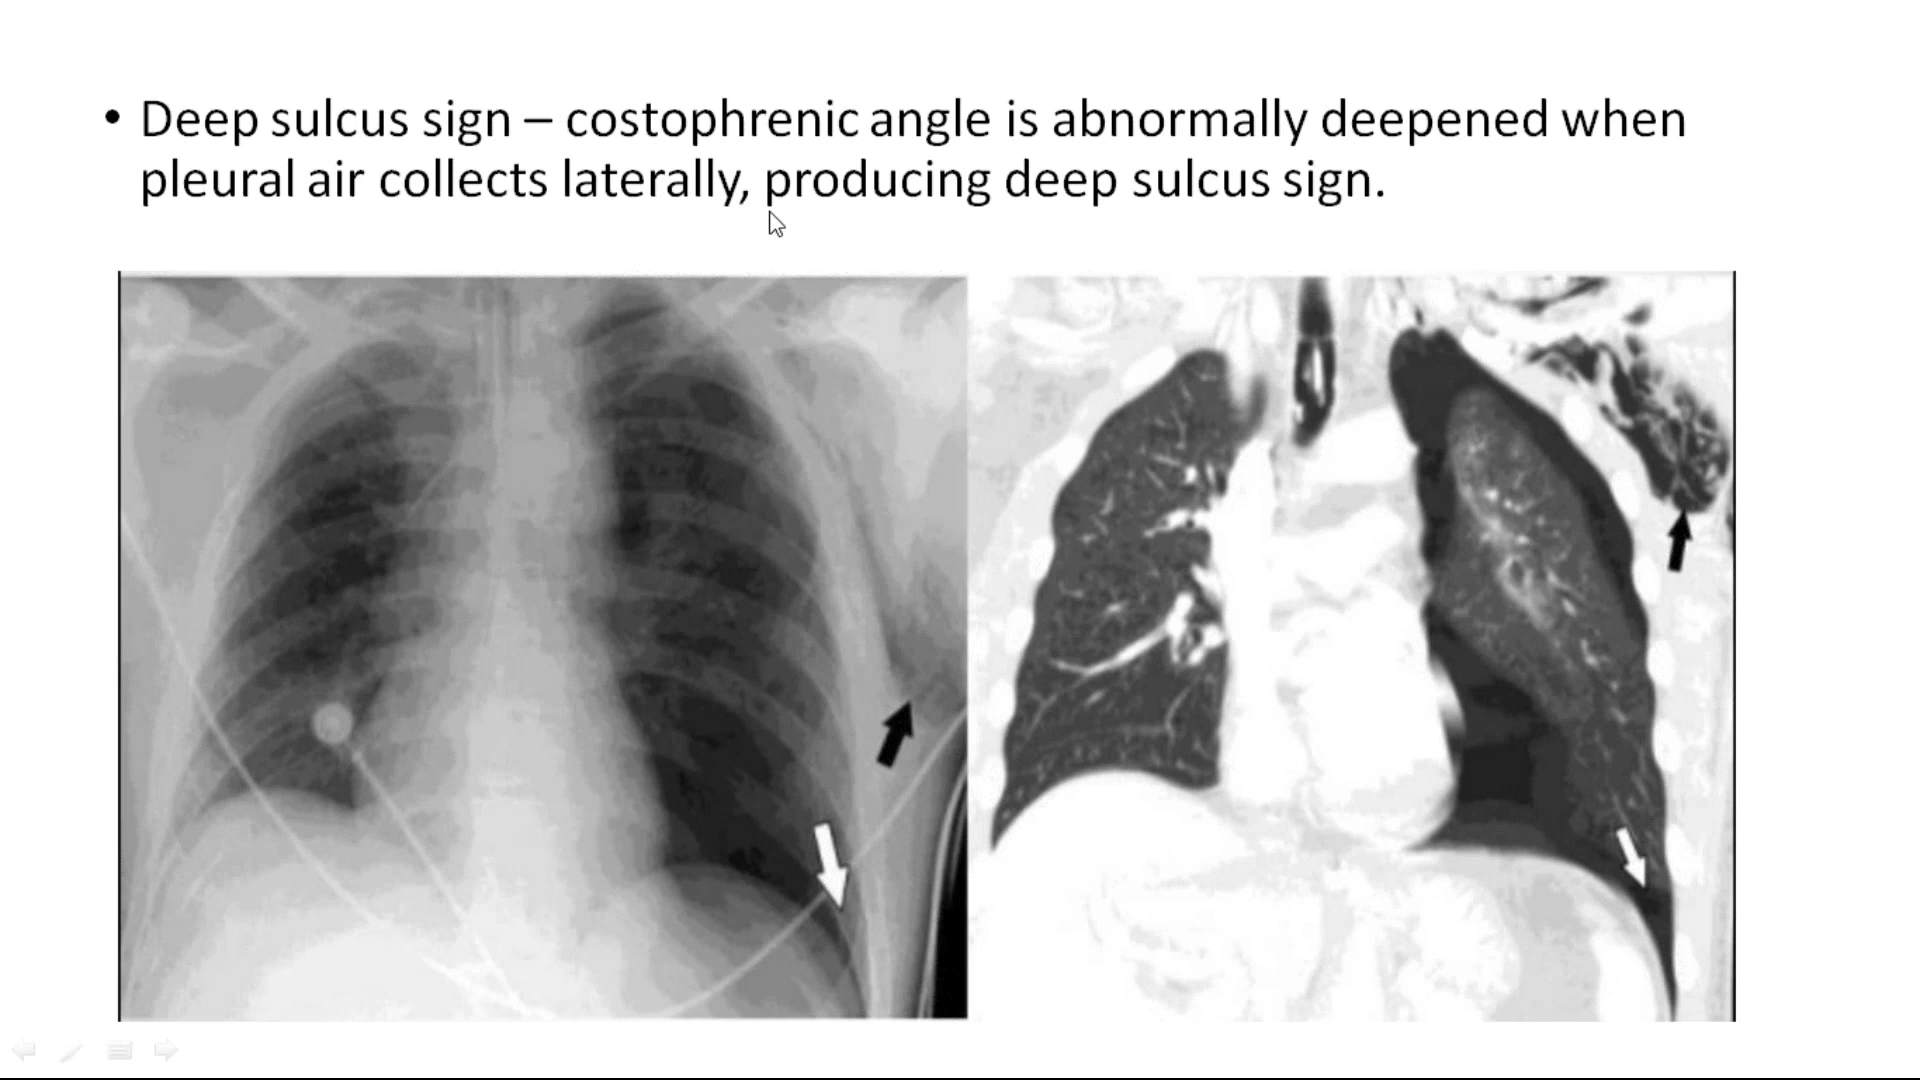 • Deep sulcus sign – costophrenic angle is abnormally deepened when
pleural air collects laterally, producing deep sulcus sign.